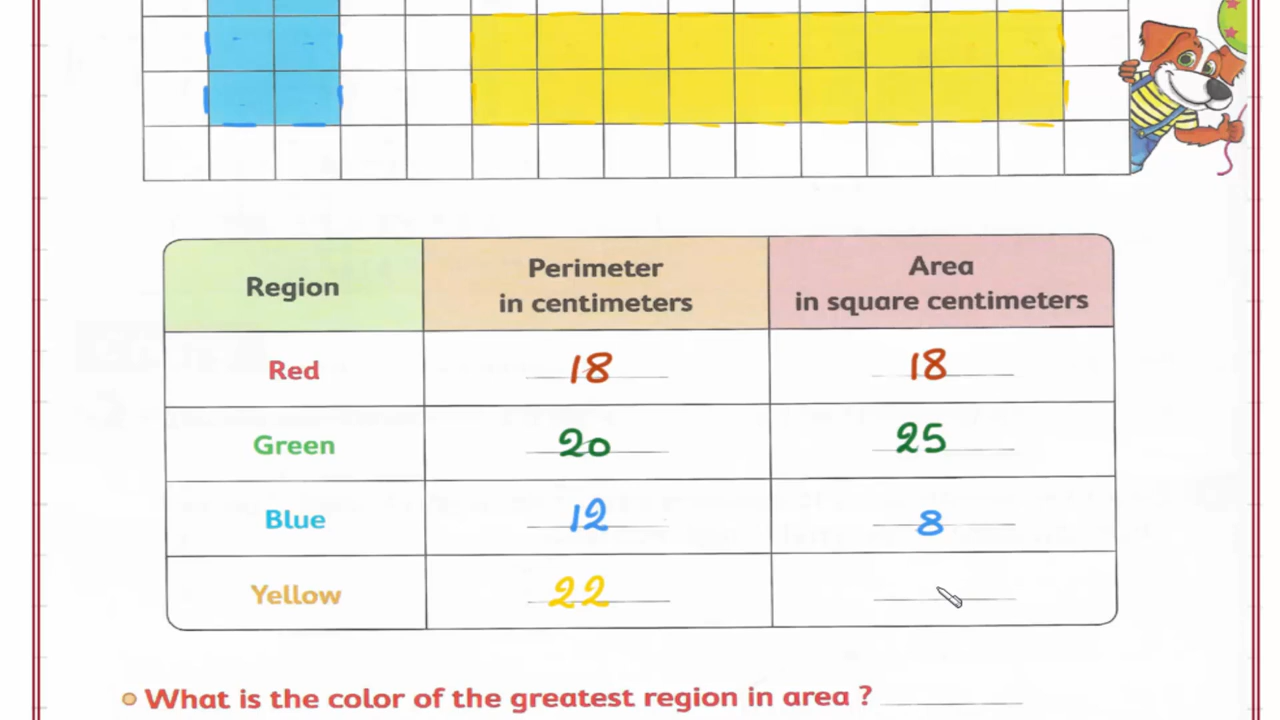 Region
Perimeter
in centimeters
Area
in square centimeters
Red
18
18
Green
20
25
Blue
12
8
Yellow
22
What is the color of the greatest region in area ?